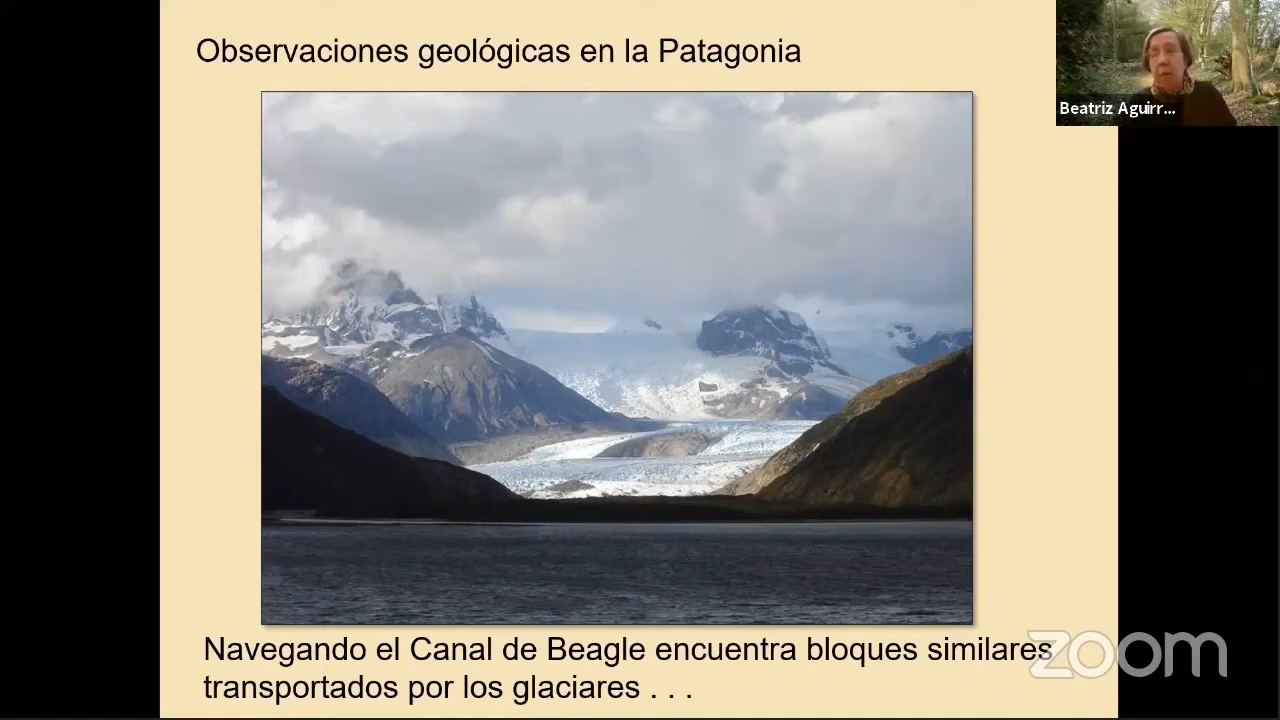 Observaciones geológicas en la Patagonia
Beatriz Aguirr...
Navegando el Canal de Beagle encuentra bloques similares
transportados por los glaciares . . .
zoom